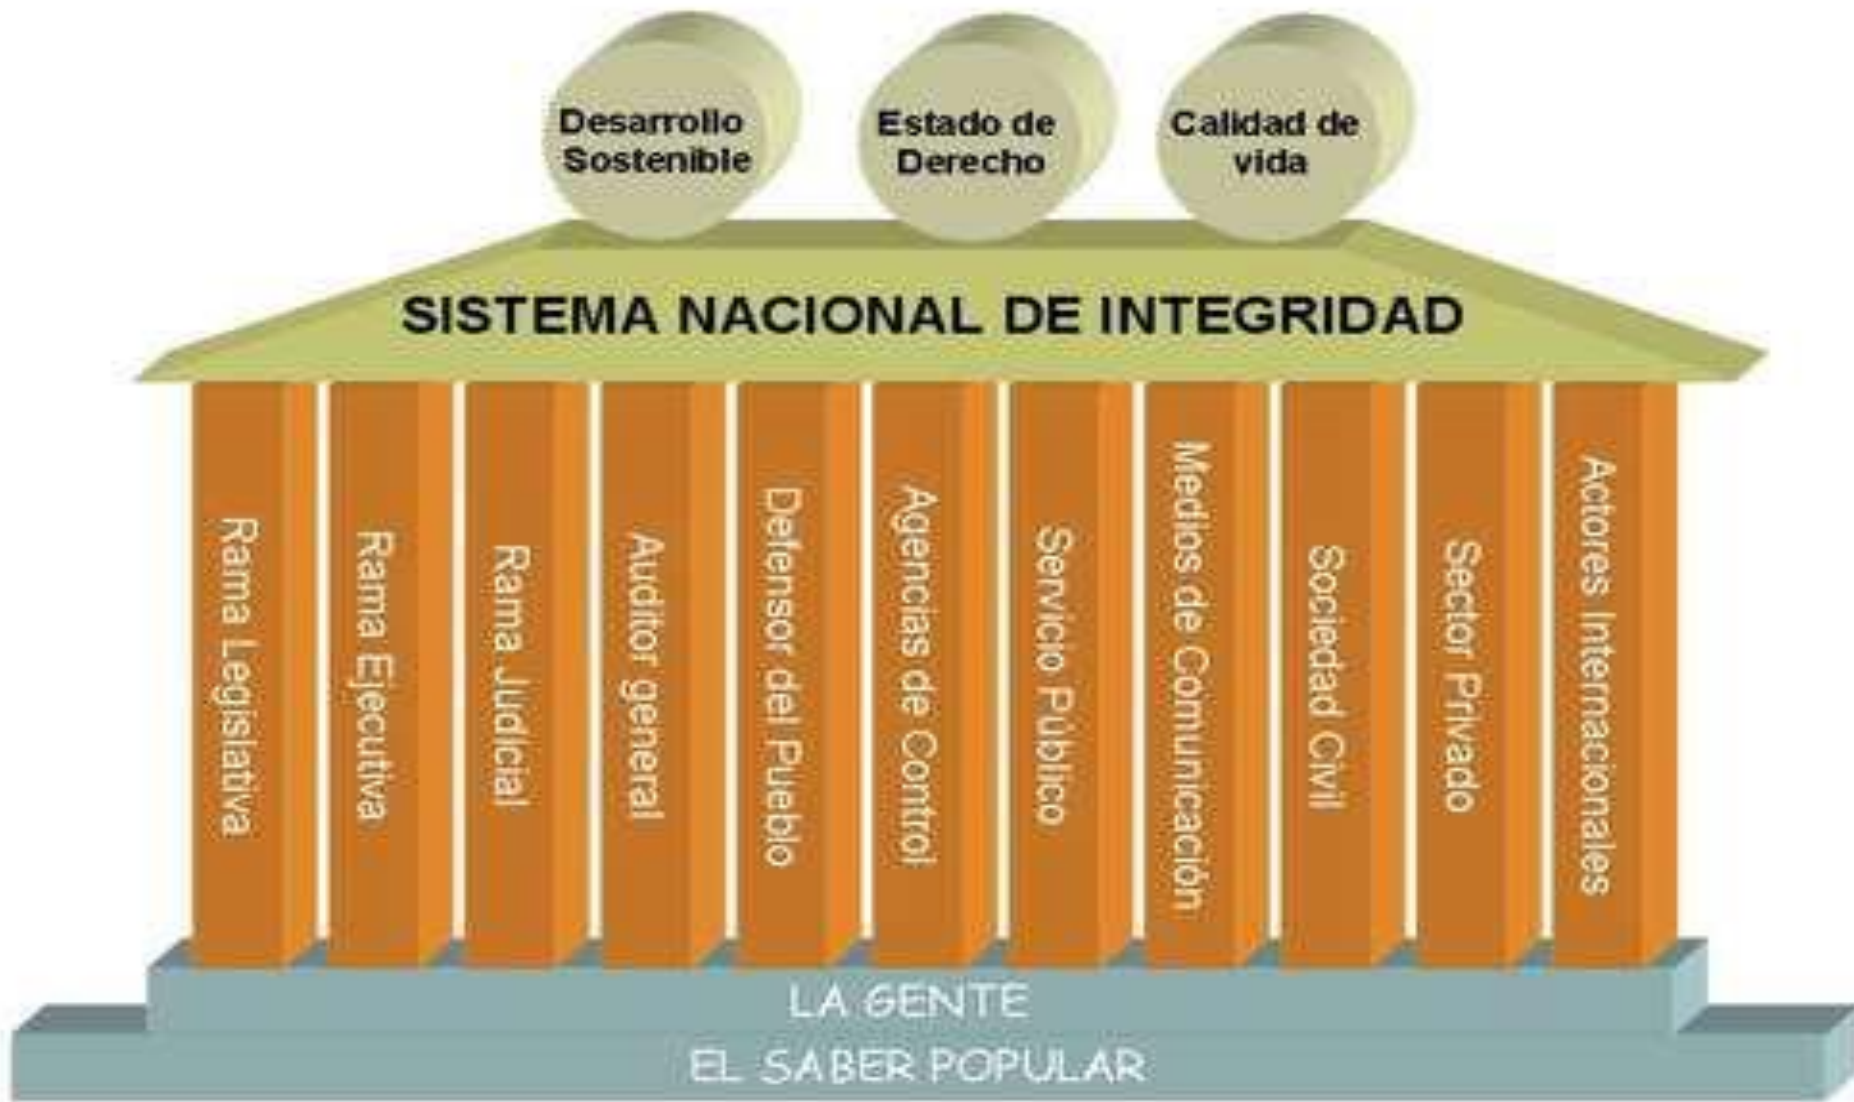 Desarrollo
Sostenible
Estado de
Derecho
Calidad de
vida
SISTEMA NACIONAL DE INTEGRIDAD
Rama Legislativa
Rama Ejecutiva
Rama Judicial
Auditor general
Defensor del Pueblo
Agencias de Control
Servicio Público
Medios de Comunicación
Sociedad Civil
Sector Privado
Actores Internacionales
LA GENTE
EL SABER POPULAR